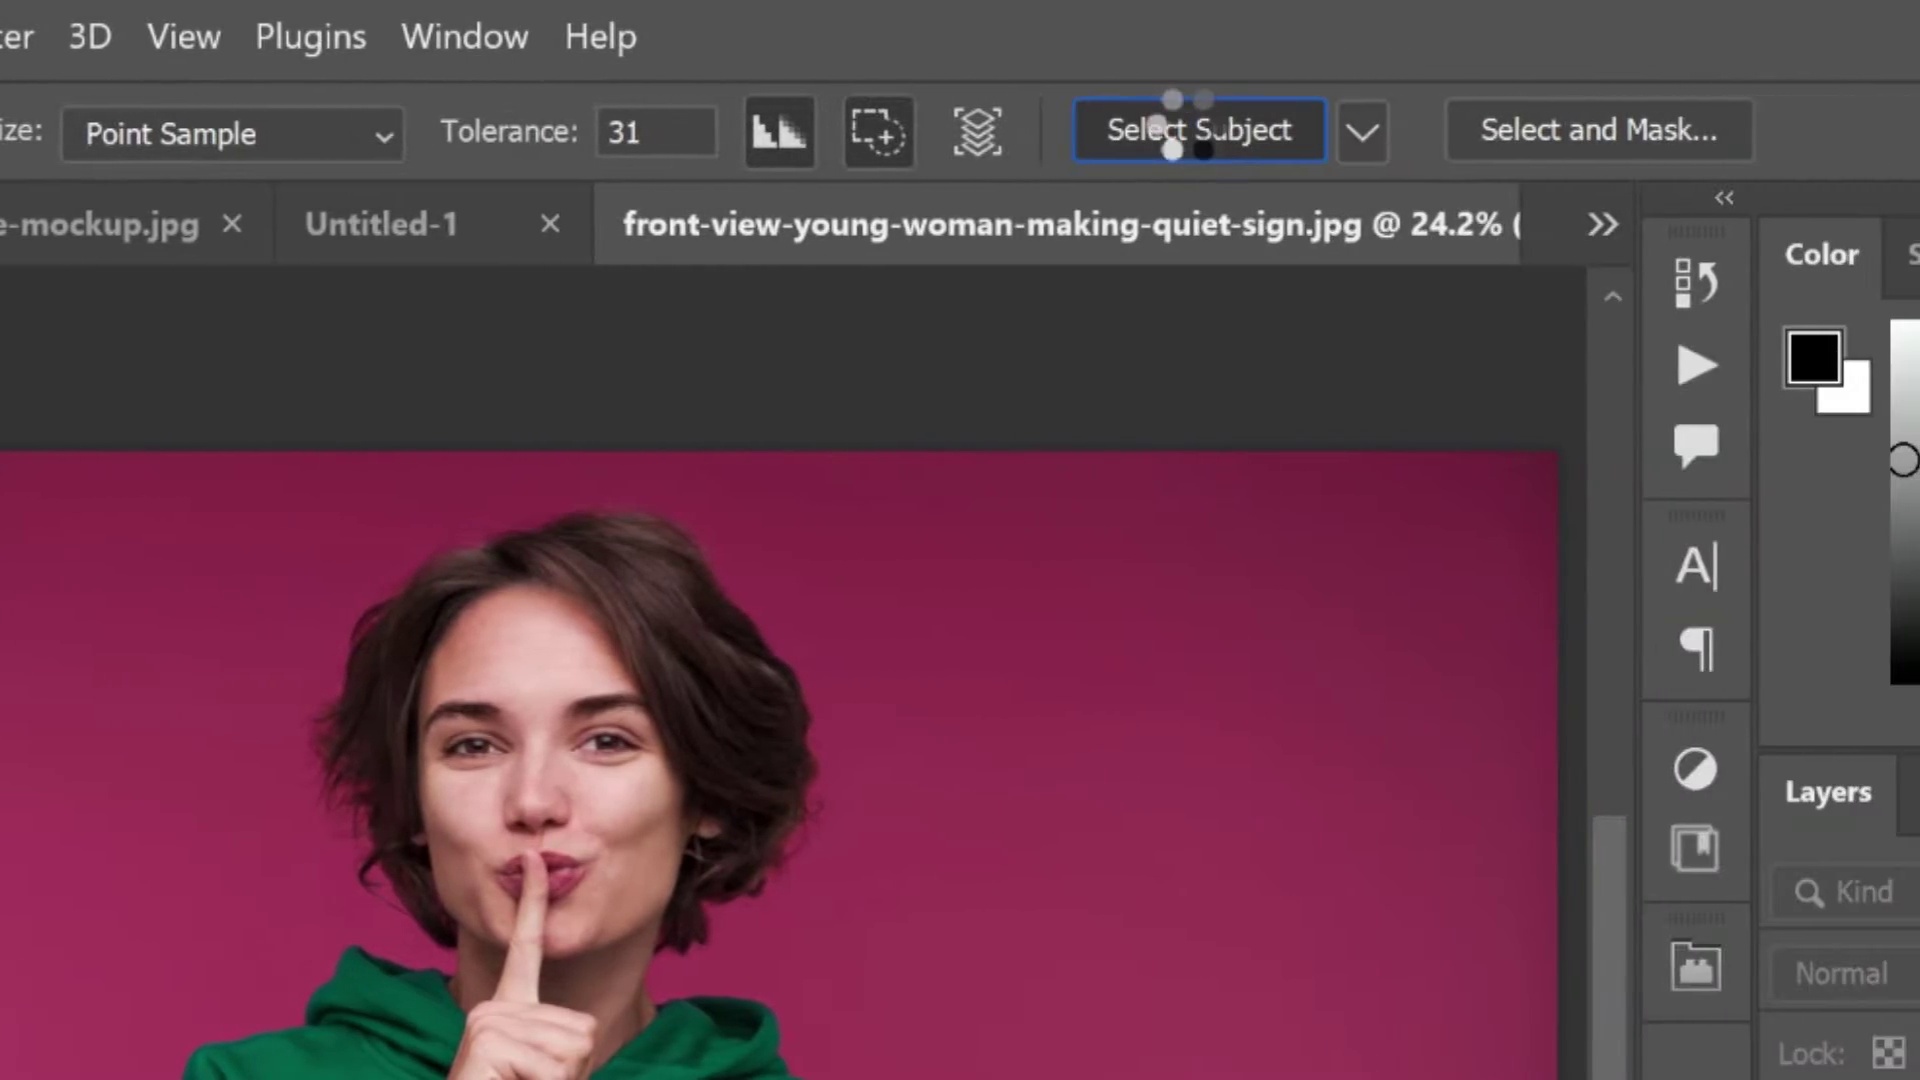 ter 3D View Plugins Window Help
ize: Point Sample Tolerance: 31 Select Subject Select and Mask...
e-mockup.jpg × Untitled-1 × front-view-young-woman-making-quiet-sign.jpg @ 24.2% (
Color
Layers
Kind
Normal
Lock: